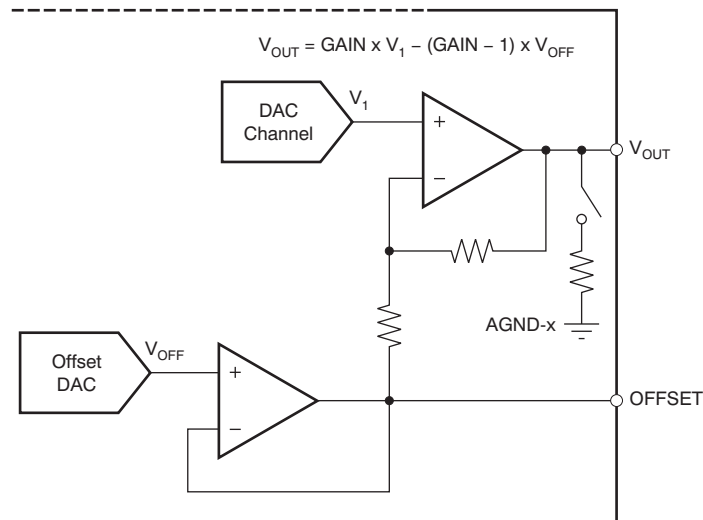 V_OUT = GAIN x V_1 – (GAIN – 1) x V_OFF
DAC
Channel
V_1
+
–
V_OUT
AGND-x
Offset
DAC
V_OFF
+
–
OFFSET